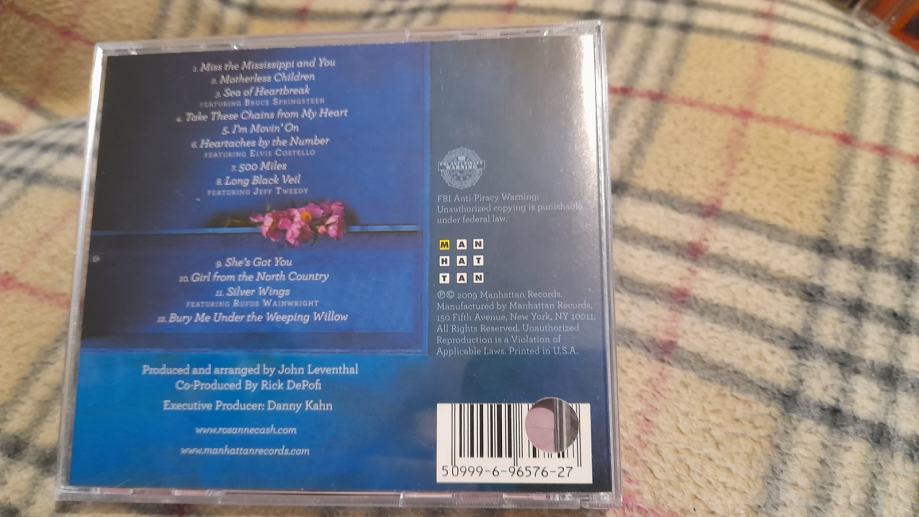 1. Miss the Mississippi and You
2. Motherless Children
3. Sea of Heartbreak
FEATURING BRUCE SPRINGSTEEN
4. Take These Chains from My Heart
5. I'm Movin' On
6. Heartaches by the Number
FEATURING ELVIS COSTELLO
7. 500 Miles
8. Long Black Veil
FEATURING JEFF TWEEDY
9. She's Got You
10. Girl from the North Country
11. Silver Wings
FEATURING RUFUS WAINWRIGHT
12. Bury Me Under the Weeping Willow
Produced and arranged by John Leventhal
Co-Produced By Rick DePofi
Executive Producer: Danny Kahn
www.rosannecash.com
www.manhattanrecords.com
FBI ANTI-PIRACY
WARNING
FBI Anti-Piracy Warning:
Unauthorized copying is punishable
under federal law.
MAN
HAT
TAN
℗© 2009 Manhattan Records.
Manufactured by Manhattan Records,
150 Fifth Avenue, New York, NY 10011.
All Rights Reserved. Unauthorized
Reproduction is a Violation of
Applicable Laws. Printed in U.S.A.
5 0999-6-96576-27